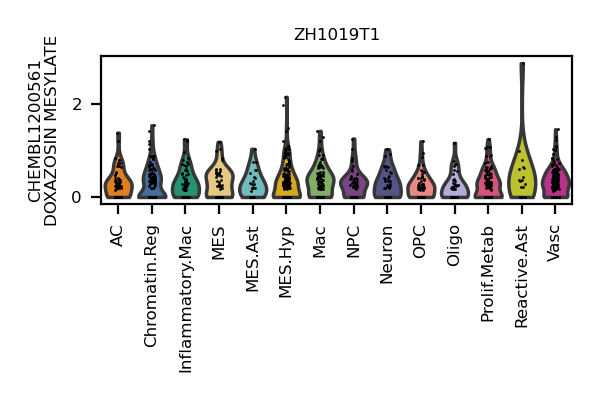 ZH1019T1
CHEMBL1200561
DOXAZOSIN MESYLATE
2
0
AC
Chromatin.Reg
Inflammatory.Mac
MES
MES.Ast
MES.Hyp
Mac
NPC
Neuron
OPC
Oligo
Prolif.Metab
Reactive.Ast
Vasc